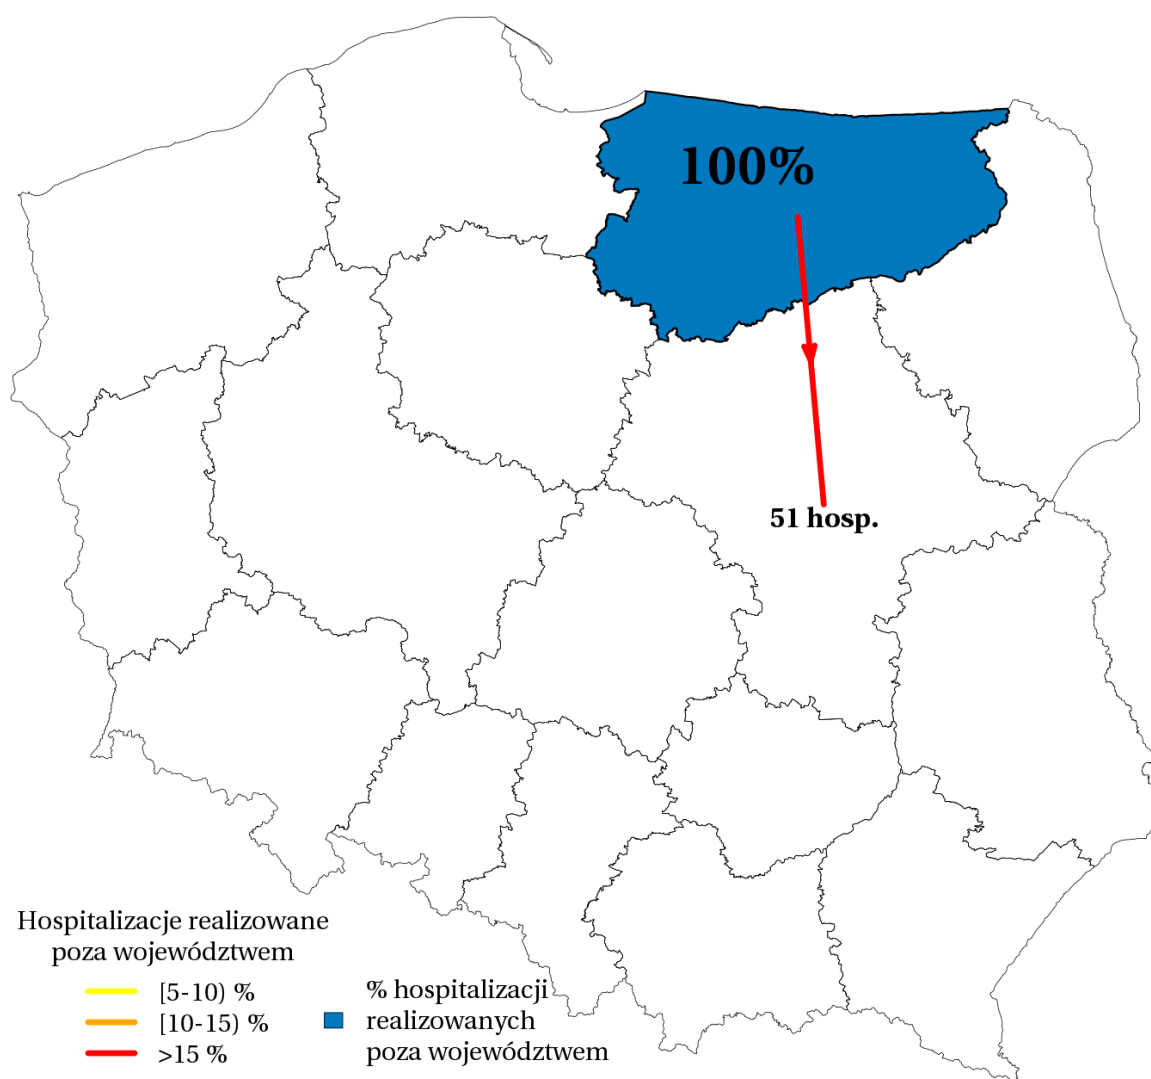 100%
51 hosp.
Hospitalizacje realizowane
poza województwem
[5-10) %
[10-15) %
>15 %
% hospitalizacji
realizowanych
poza województwem